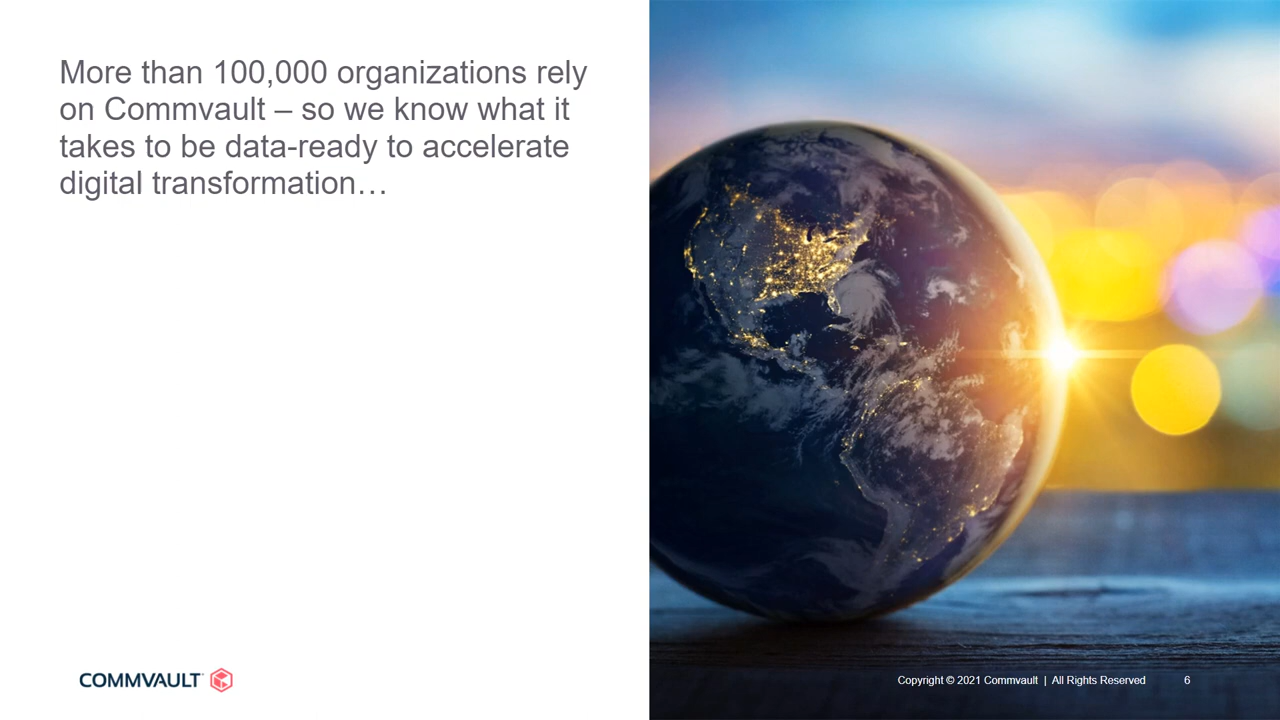 More than 100,000 organizations rely
on Commvault – so we know what it
takes to be data-ready to accelerate
digital transformation…
COMMVAULT
Copyright © 2021 Commvault | All Rights Reserved 6